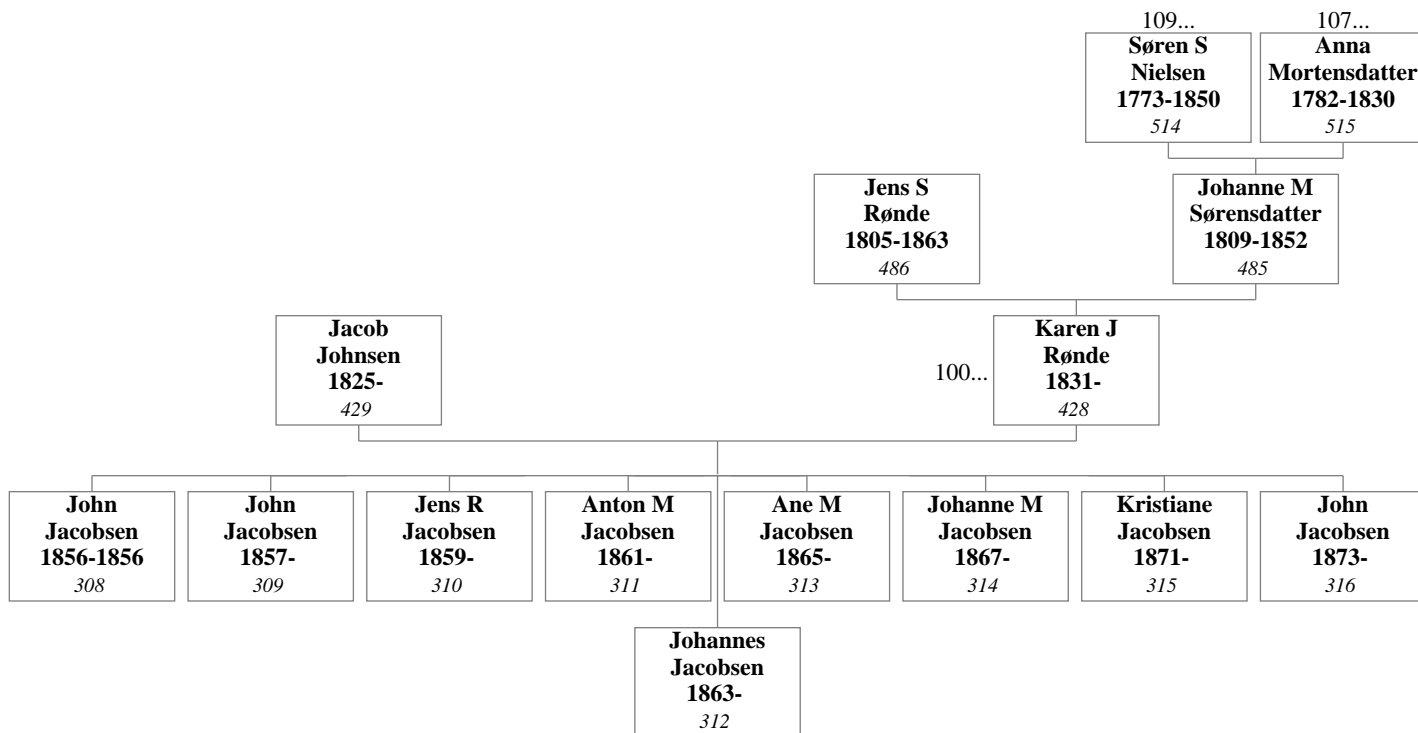 109...
107...
Søren S
Nielsen
1773-1850
514
Anna
Mortensdatter
1782-1830
515
Jens S
Rønde
1805-1863
486
Johanne M
Sørensdatter
1809-1852
485
Jacob
Johnsen
1825-
429
100...
Karen J
Rønde
1831-
428
John
Jacobsen
1856-1856
308
John
Jacobsen
1857-
309
Jens R
Jacobsen
1859-
310
Anton M
Jacobsen
1861-
311
Ane M
Jacobsen
1865-
313
Johanne M
Jacobsen
1867-
314
Kristiane
Jacobsen
1871-
315
John
Jacobsen
1873-
316
Johannes
Jacobsen
1863-
312